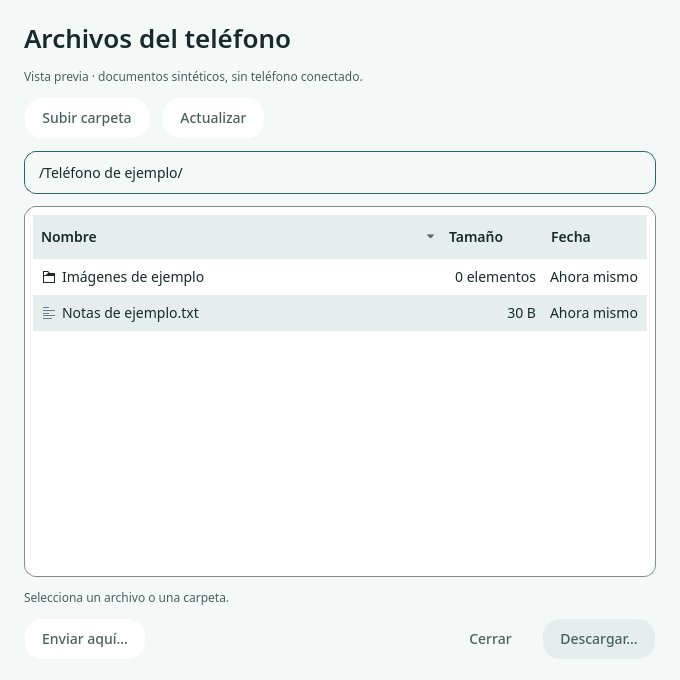 Archivos del teléfono
Vista previa · documentos sintéticos, sin teléfono conectado.
Subir carpeta Actualizar
/Teléfono de ejemplo/
Nombre Tamaño Fecha
Imágenes de ejemplo 0 elementos Ahora mismo
Notas de ejemplo.txt 30 B Ahora mismo
Selecciona un archivo o una carpeta.
Enviar aquí... Cerrar Descargar...